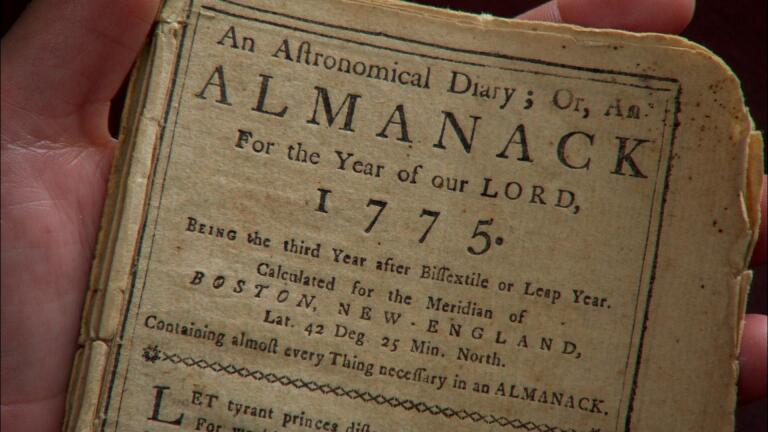 An Aſtronomical Diary; Or, An
ALMANACK
For the Year of our LORD,
1775.
BEING the third Year after Biſſextile or Leap Year.
Calculated for the Meridian of
BOSTON, NEW-ENGLAND,
Lat. 42 Deg. 25 Min. North.
Containing almoſt every Thing neceſſary in an ALMANACK.
LET tyrant princes
For